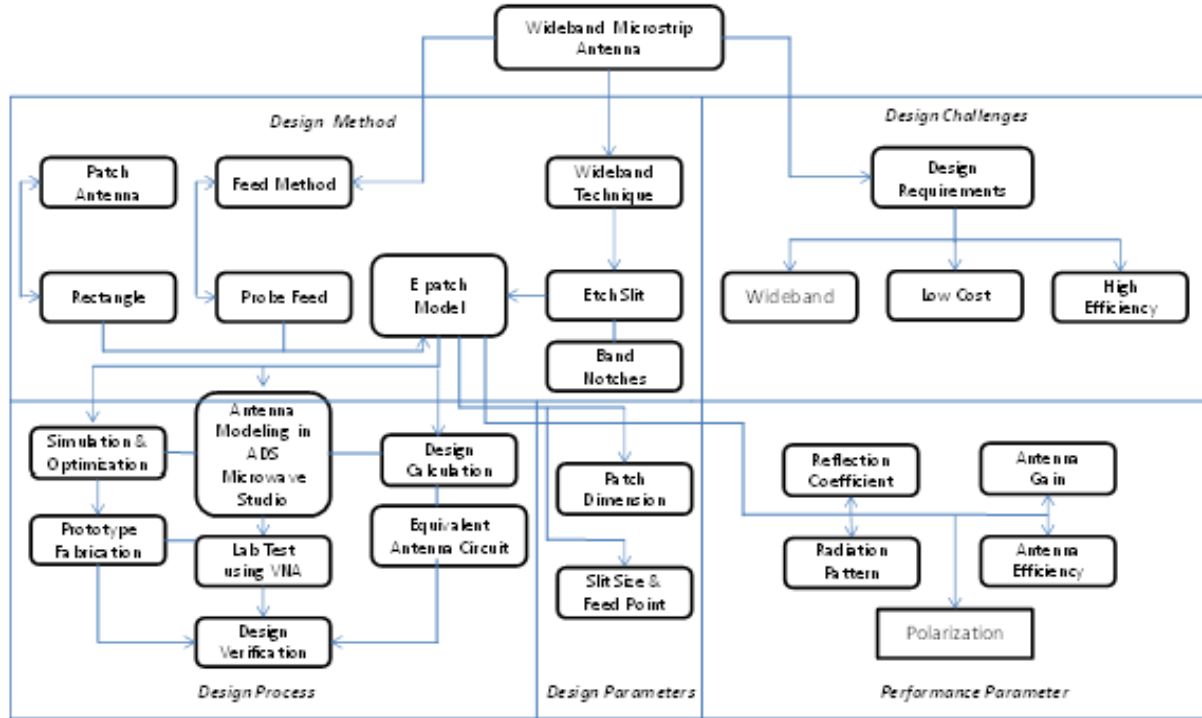 Wideband Microstrip
Antenna
Design Method
Design Challenges
Patch
Antenna
Feed Method
Wideband
Technique
Design
Requirements
Rectangle
Probe Feed
E patch
Model
Etch Slit
Wideband
Low Cost
High
Efficiency
Band
Notches
Simulation &
Optimization
Antenna
Modeling in
ADS
Microwave
Studio
Design
Calculation
Patch
Dimension
Reflection
Coefficient
Antenna
Gain
Prototype
Fabrication
Lab Test
using VNA
Equivalent
Antenna Circuit
Slit Size &
Feed Point
Radiation
Pattern
Antenna
Efficiency
Design
Verification
Polarization
Design Process
Design Parameters
Performance Parameter